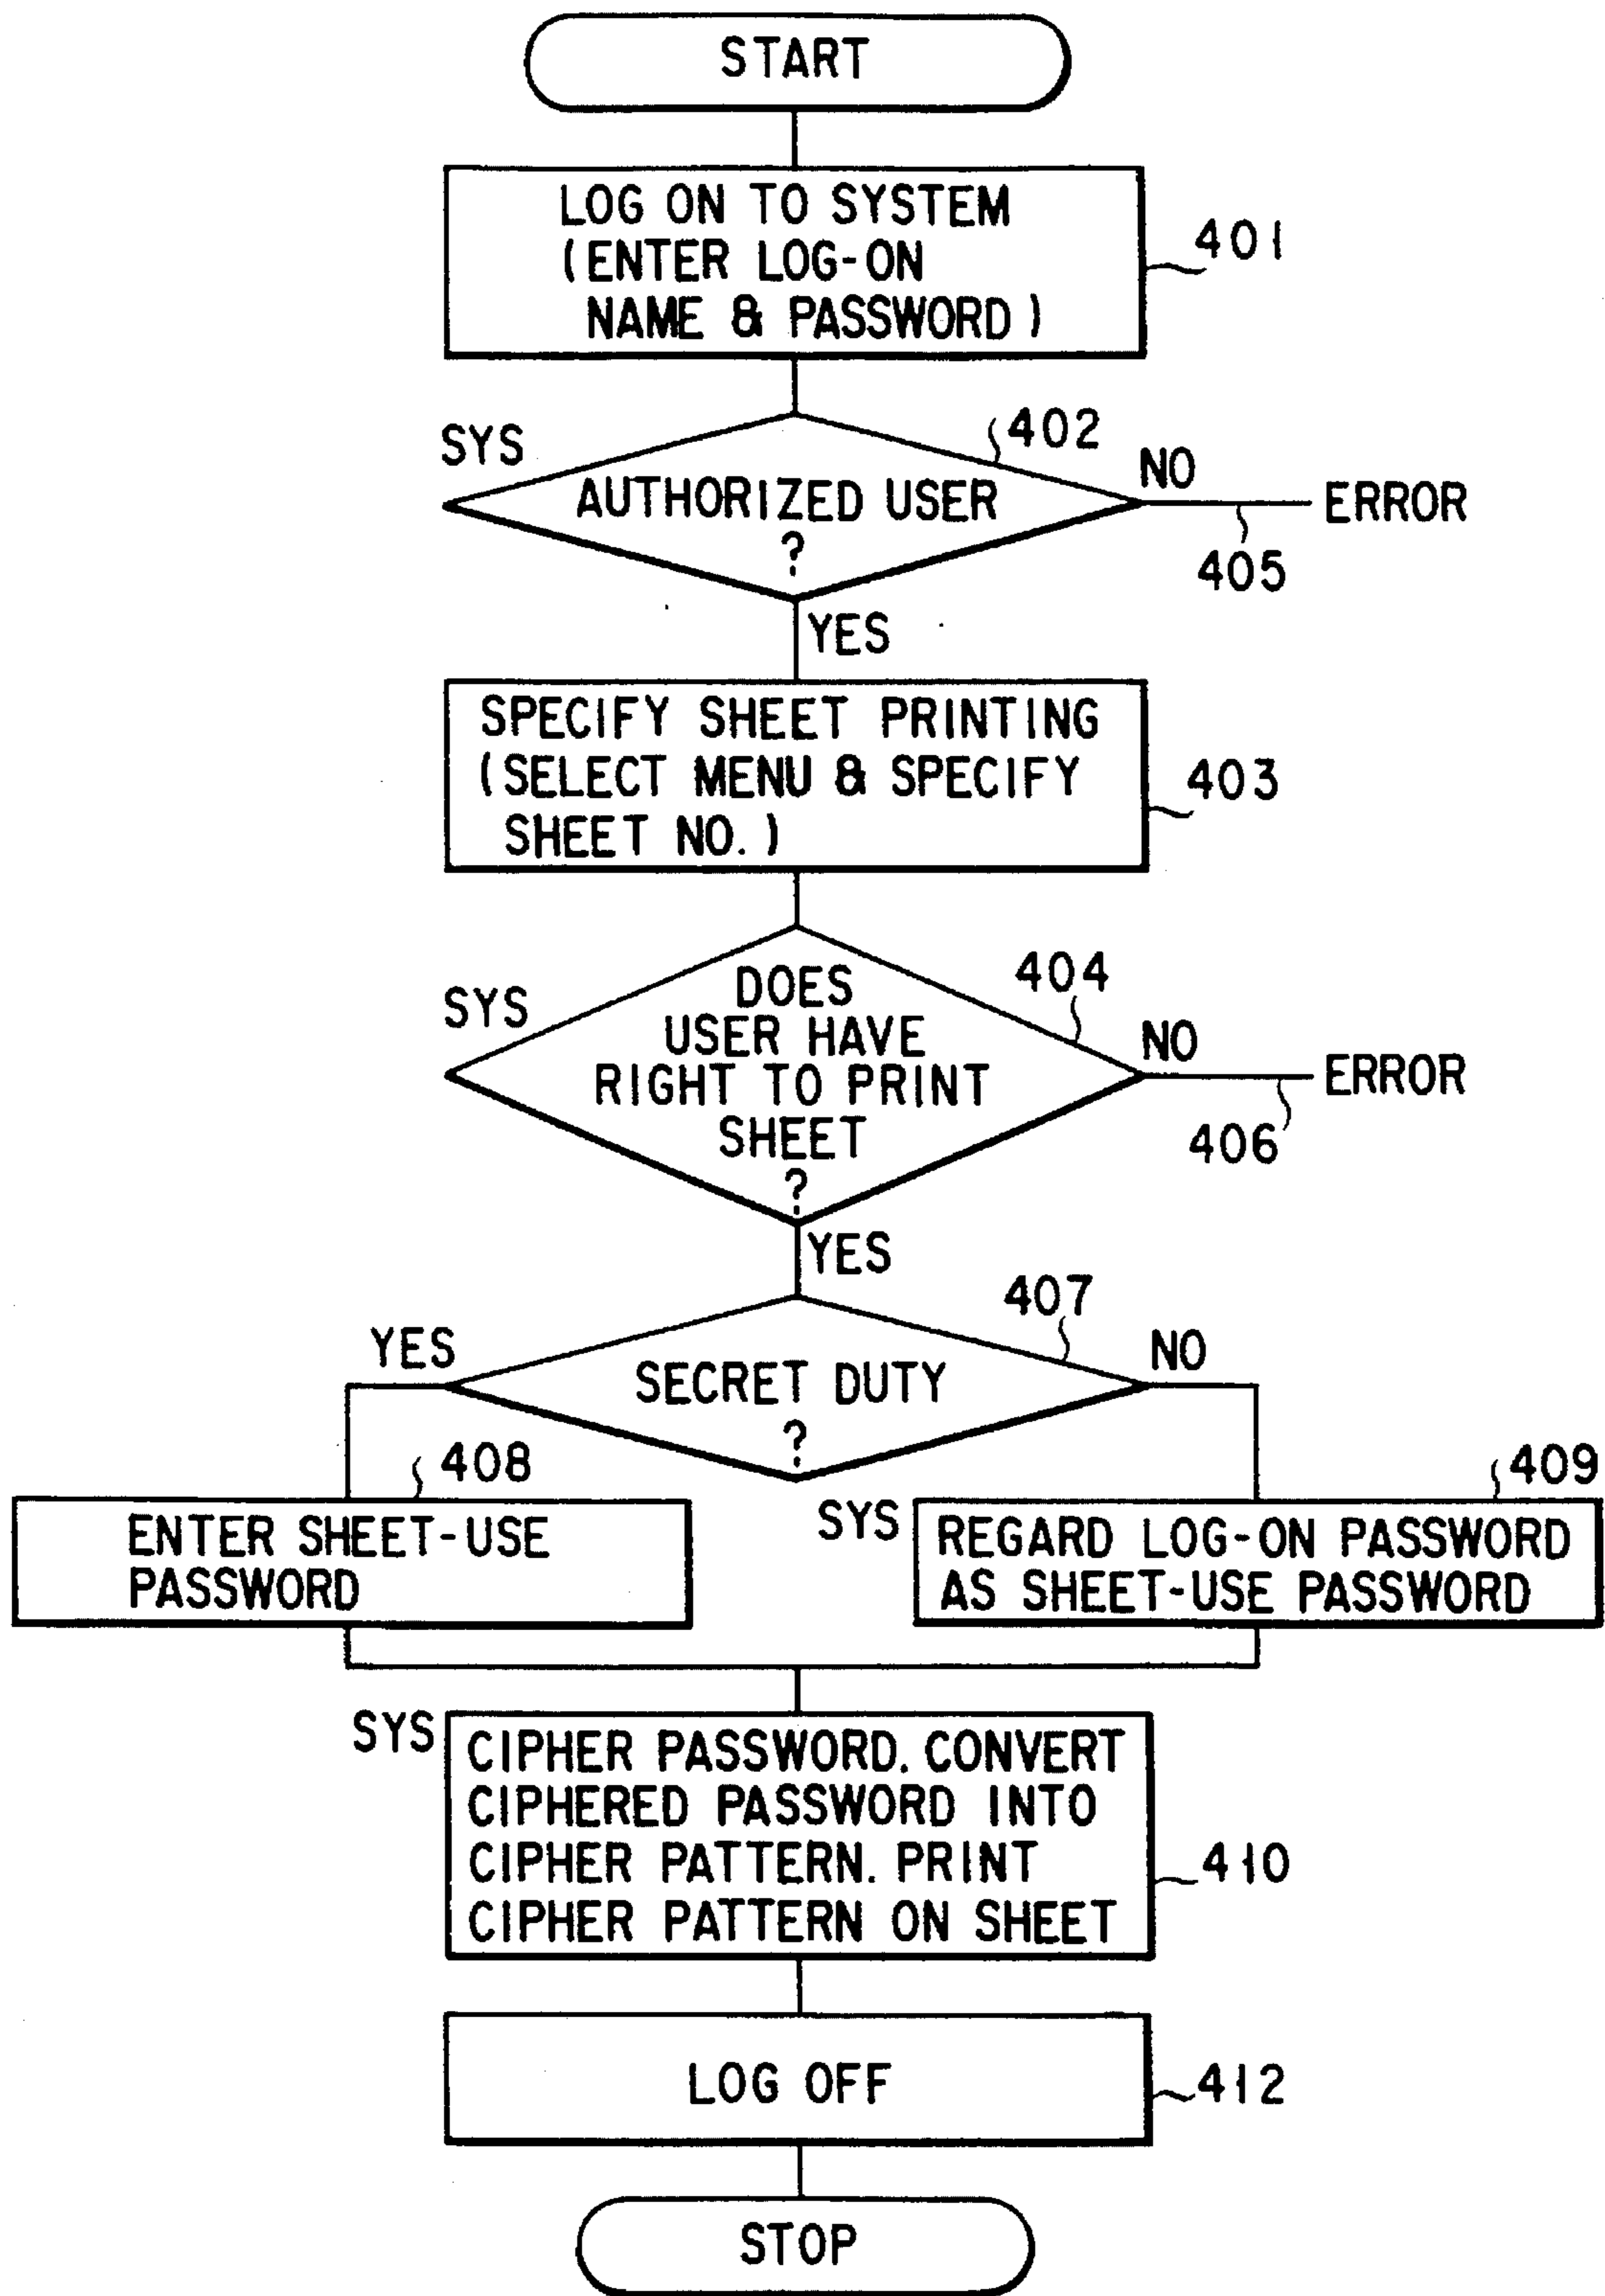 START
LOG ON TO SYSTEM
(ENTER LOG-ON
NAME & PASSWORD)
401
SYS
402
AUTHORIZED USER
?
NO
ERROR
405
YES
SPECIFY SHEET PRINTING
(SELECT MENU & SPECIFY
SHEET NO.)
403
SYS
404
DOES
USER HAVE
RIGHT TO PRINT
SHEET
?
NO
ERROR
406
YES
407
YES
SECRET DUTY
?
NO
408
ENTER SHEET-USE
PASSWORD
409
SYS
REGARD LOG-ON PASSWORD
AS SHEET-USE PASSWORD
SYS
CIPHER PASSWORD. CONVERT
CIPHERED PASSWORD INTO
CIPHER PATTERN. PRINT
CIPHER PATTERN ON SHEET
410
LOG OFF
412
STOP